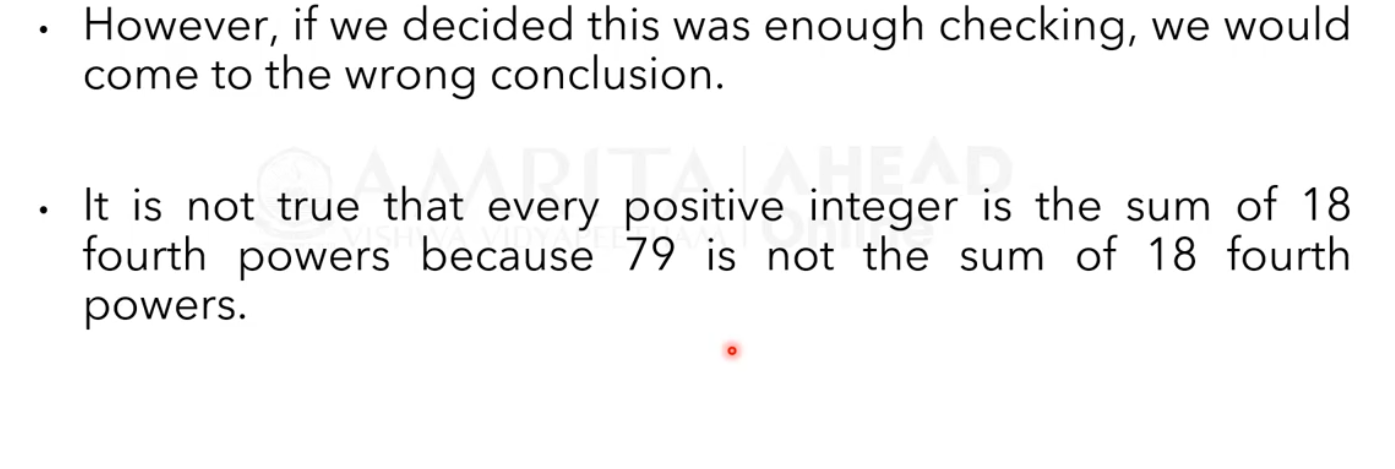 • However, if we decided this was enough checking, we would
come to the wrong conclusion.
AMRITA AHEAD
VISHWA VIDYAPEETHAM Online
• It is not true that every positive integer is the sum of 18
fourth powers because 79 is not the sum of 18 fourth
powers.